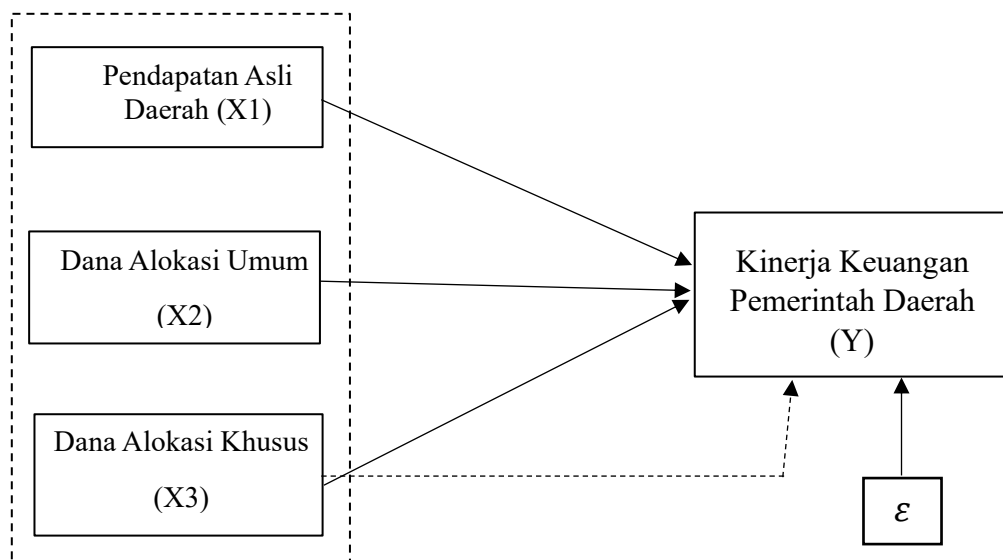 Pendapatan Asli
Daerah (X1)
Dana Alokasi Umum
(X2)
Dana Alokasi Khusus
(X3)
Kinerja Keuangan
Pemerintah Daerah
(Y)
ε